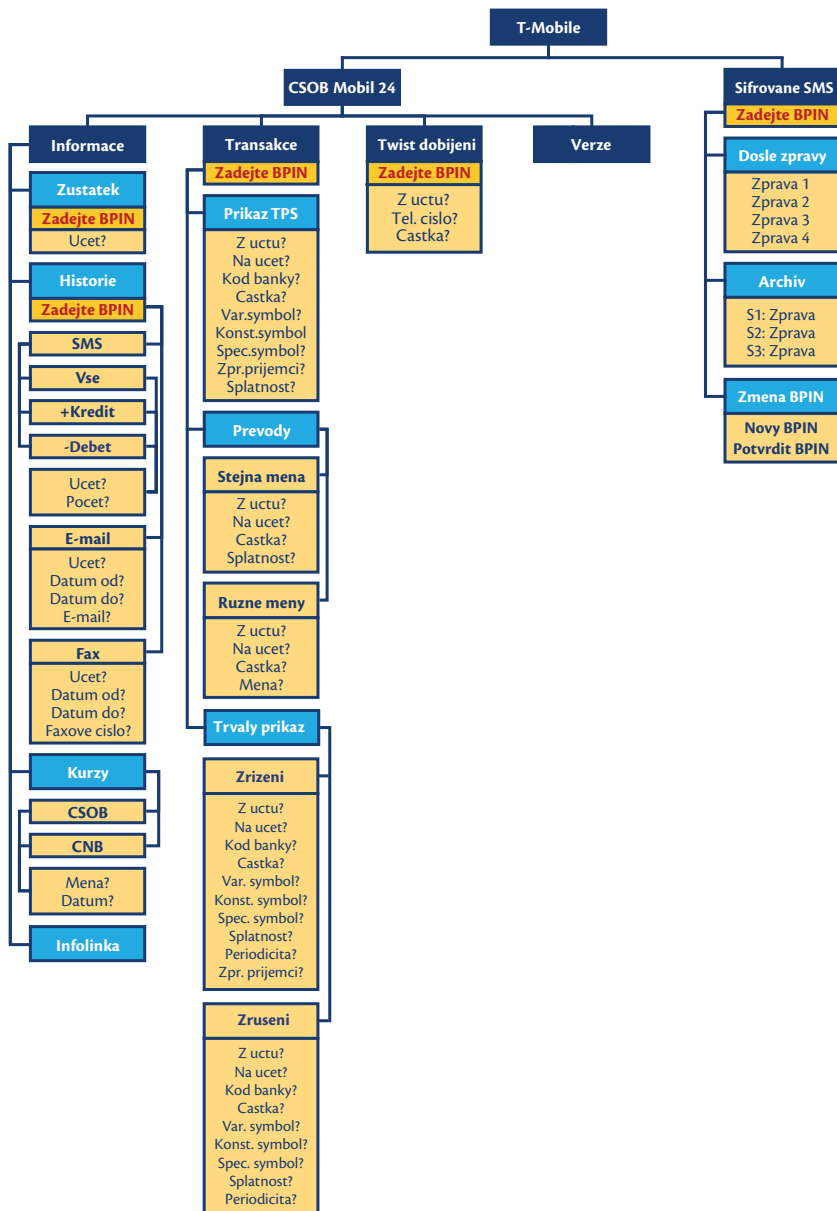 T-Mobile
CSOB Mobil 24
Sifrovane SMS
Zadejte BPIN
Informace
Transakce
Zadejte BPIN
Twist dobijeni
Zadejte BPIN
Verze
Zustatek
Zadejte BPIN
Ucet?
Historie
Zadejte BPIN
SMS
Vse
+Kredit
-Debet
Ucet?
Pocet?
E-mail
Ucet?
Datum od?
Datum do?
E-mail?
Fax
Ucet?
Datum od?
Datum do?
Faxove cislo?
Kurzy
CSOB
CNB
Mena?
Datum?
Infolinka
Prikaz TPS
Z uctu?
Na ucet?
Kod banky?
Castka?
Var.symbol?
Konst.symbol
Spec.symbol?
Zpr.prijemci?
Splatnost?
Prevody
Stejna mena
Z uctu?
Na ucet?
Castka?
Splatnost?
Ruzne meny
Z uctu?
Na ucet?
Castka?
Mena?
Trvaly prikaz
Zrizeni
Z uctu?
Na ucet?
Kod banky?
Castka?
Var. symbol?
Konst. symbol?
Spec. symbol?
Splatnost?
Periodicita?
Zpr. prijemci?
Zruseni
Z uctu?
Na ucet?
Kod banky?
Castka?
Var. symbol?
Konst. symbol?
Spec. symbol?
Splatnost?
Periodicita?
Z uctu?
Tel. cislo?
Castka?
Dosle zpravy
Zprava 1
Zprava 2
Zprava 3
Zprava 4
Archiv
S1: Zprava
S2: Zprava
S3: Zprava
Zmena BPIN
Novy BPIN
Potvrdit BPIN